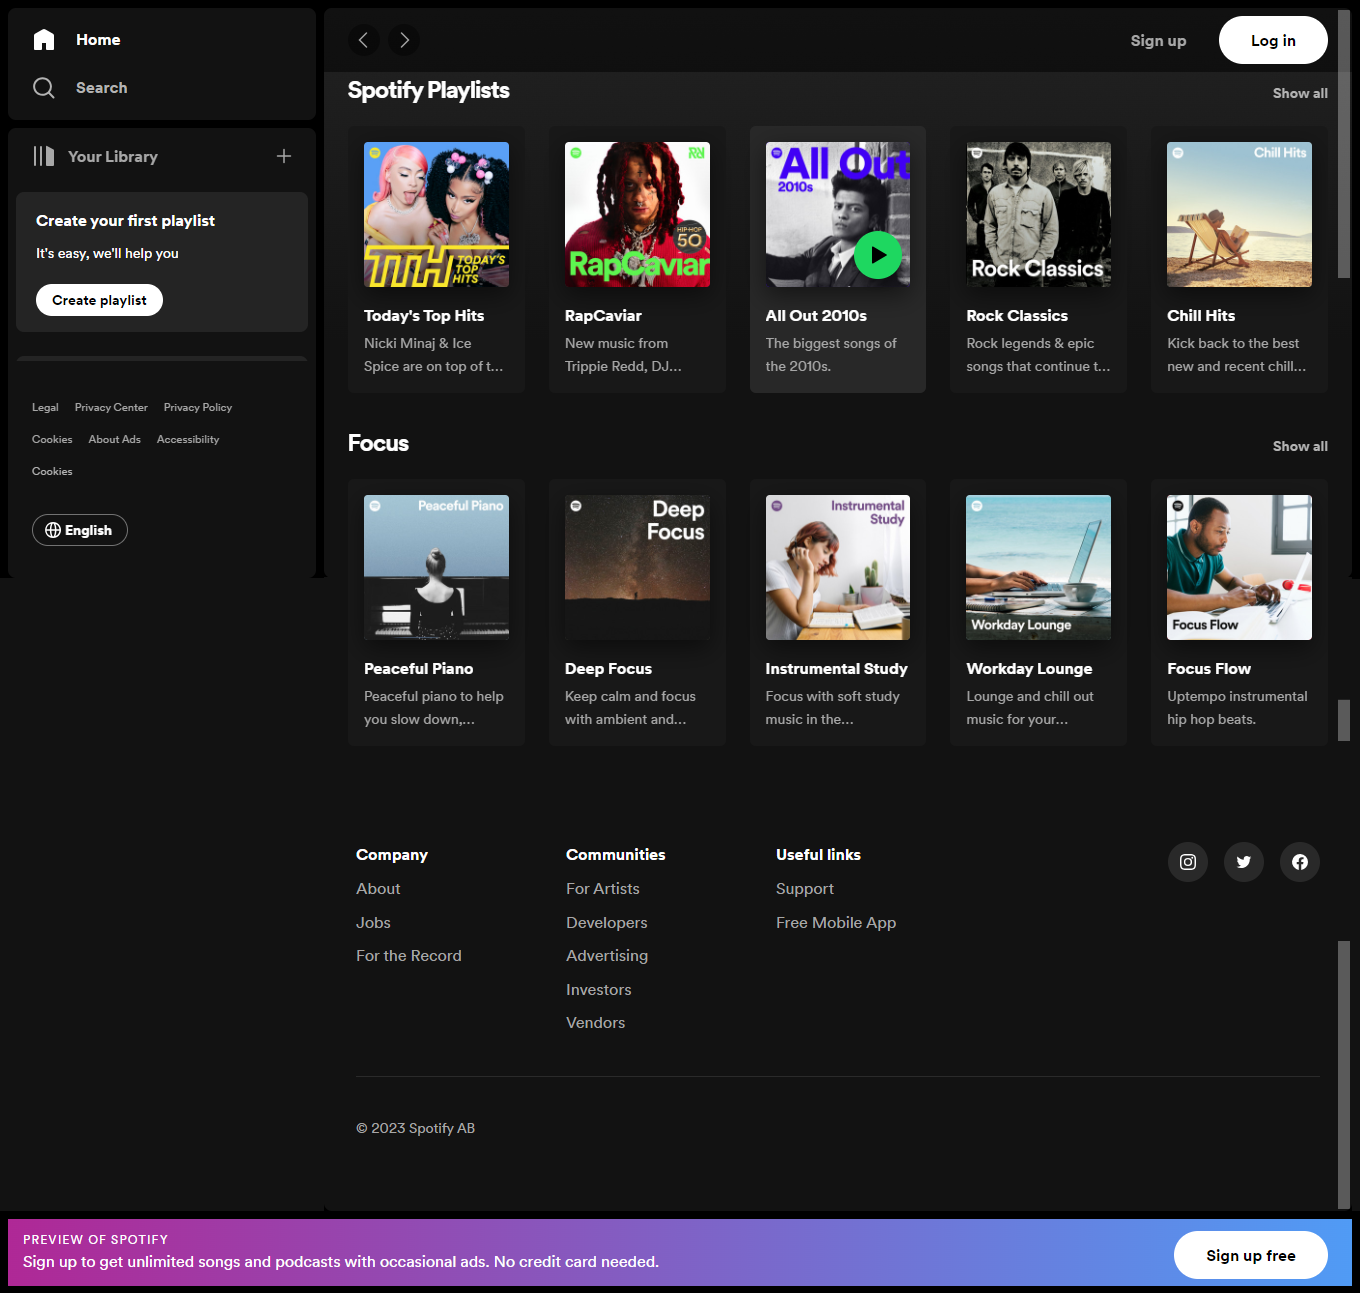 Home
Search
Your Library
Create your first playlist
It's easy, we'll help you
Create playlist
Legal Privacy Center Privacy Policy
Cookies About Ads Accessibility
Cookies
English
Sign up Log in
Spotify Playlists
Show all
TTH TODAY'S TOP HITS
Today's Top Hits
Nicki Minaj & Ice
Spice are on top of t...
HIP-HOP
50
RapCaviar
RapCaviar
New music from
Trippie Redd, DJ...
All Out
2010s
All Out 2010s
The biggest songs of
the 2010s.
Rock Classics
Rock Classics
Rock legends & epic
songs that continue t...
Chill Hits
Chill Hits
Kick back to the best
new and recent chill...
Focus
Show all
Peaceful Piano
Peaceful Piano
Peaceful piano to help
you slow down,...
Deep
Focus
Deep Focus
Keep calm and focus
with ambient and...
Instrumental
Study
Instrumental Study
Focus with soft study
music in the...
Workday Lounge
Workday Lounge
Lounge and chill out
music for your...
Focus Flow
Focus Flow
Uptempo instrumental
hip hop beats.
Company
About
Jobs
For the Record
Communities
For Artists
Developers
Advertising
Investors
Vendors
Useful links
Support
Free Mobile App
© 2023 Spotify AB
PREVIEW OF SPOTIFY
Sign up to get unlimited songs and podcasts with occasional ads. No credit card needed.
Sign up free